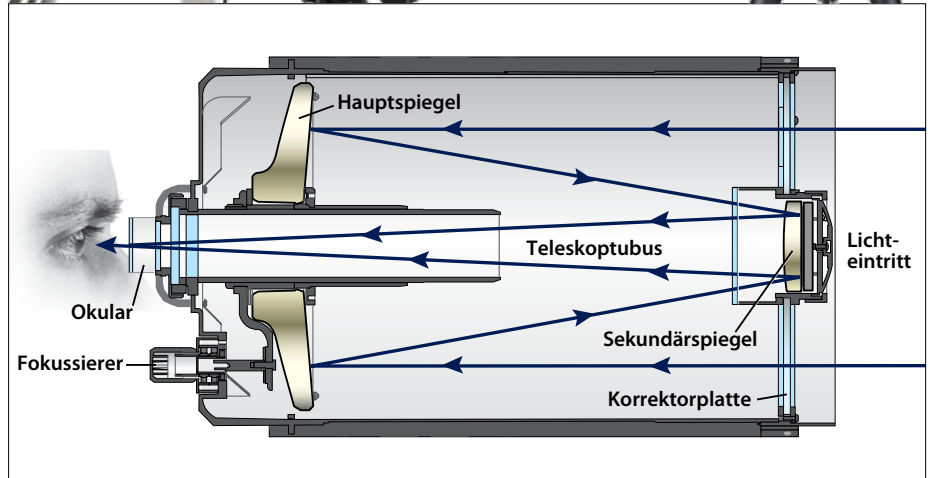 Hauptspiegel
Teleskoptubus
Licht-
eintritt
Okular
Sekundärspiegel
Fokussierer
Korrektorplatte